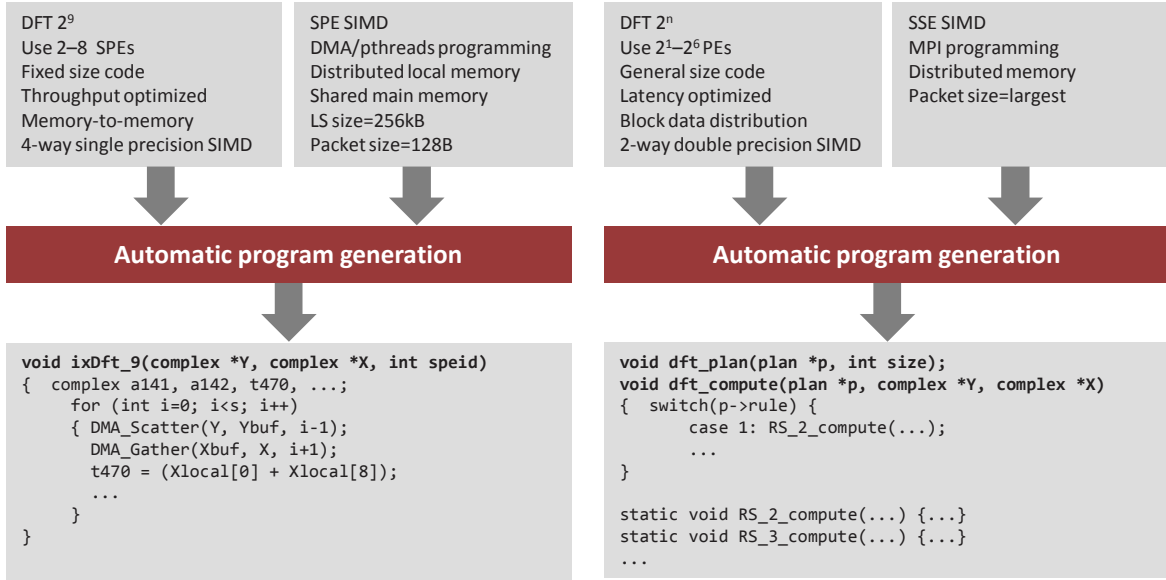 DFT 2⁹
Use 2–8 SPEs
Fixed size code
Throughput optimized
Memory-to-memory
4-way single precision SIMD
SPE SIMD
DMA/pthreads programming
Distributed local memory
Shared main memory
LS size=256kB
Packet size=128B
Automatic program generation
void ixDft_9(complex *Y, complex *X, int speid)
{  complex a141, a142, t470, ...;
     for (int i=0; i<s; i++)
     { DMA_Scatter(Y, Ybuf, i-1);
       DMA_Gather(Xbuf, X, i+1);
       t470 = (Xlocal[0] + Xlocal[8]);
       ...
     }
}
DFT 2ⁿ
Use 2¹–2⁶ PEs
General size code
Latency optimized
Block data distribution
2-way double precision SIMD
SSE SIMD
MPI programming
Distributed memory
Packet size=largest
Automatic program generation
void dft_plan(plan *p, int size);
void dft_compute(plan *p, complex *Y, complex *X)
{  switch(p->rule) {
       case 1: RS_2_compute(...);
       ...
}
static void RS_2_compute(...) {...}
static void RS_3_compute(...) {...}
...